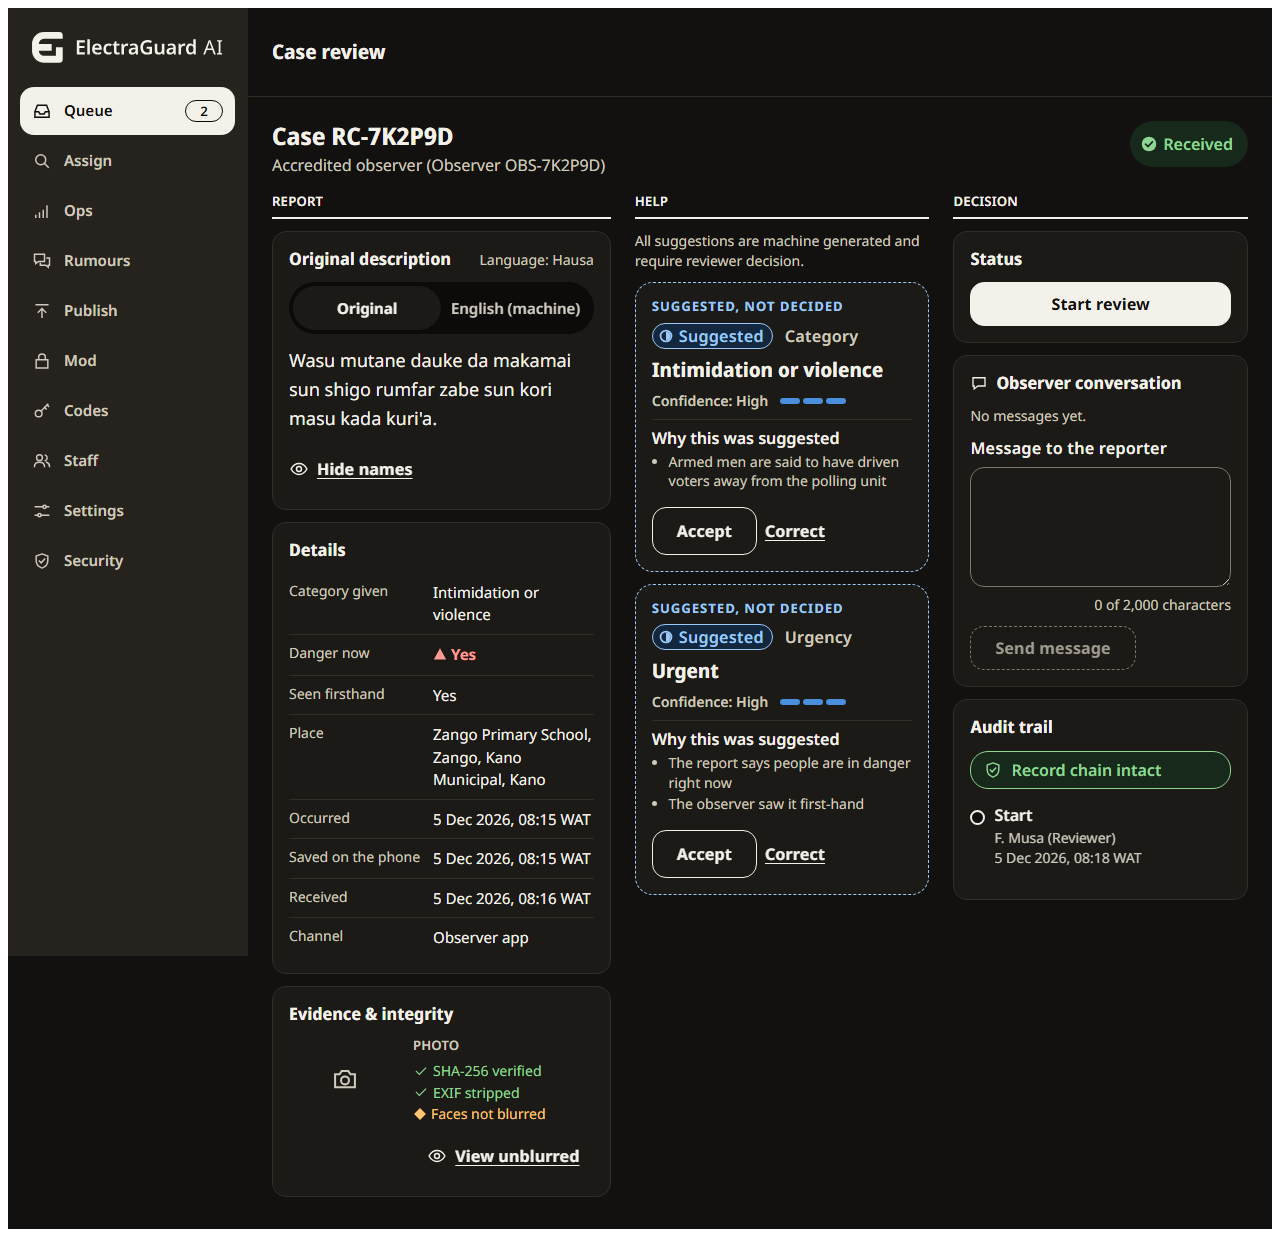 ElectraGuard AI
Queue 2
Assign
Ops
Rumours
Publish
Mod
Codes
Staff
Settings
Security
Case review
Case RC-7K2P9D
Accredited observer (Observer OBS-7K2P9D)
Received
REPORT
Original description
Language: Hausa
Original
English (machine)
Wasu mutane dauke da makamai
sun shigo rumfar zabe sun kori
masu kada kuri'a.
Hide names
Details
Category given
Intimidation or
violence
Danger now
Yes
Seen firsthand
Yes
Place
Zango Primary School,
Zango, Kano
Municipal, Kano
Occurred
5 Dec 2026, 08:15 WAT
Saved on the phone
5 Dec 2026, 08:15 WAT
Received
5 Dec 2026, 08:16 WAT
Channel
Observer app
Evidence & integrity
PHOTO
SHA-256 verified
EXIF stripped
Faces not blurred
View unblurred
HELP
All suggestions are machine generated and
require reviewer decision.
SUGGESTED, NOT DECIDED
Suggested
Category
Intimidation or violence
Confidence: High
Why this was suggested
Armed men are said to have driven
voters away from the polling unit
Accept
Correct
SUGGESTED, NOT DECIDED
Suggested
Urgency
Urgent
Confidence: High
Why this was suggested
The report says people are in danger
right now
The observer saw it first-hand
Accept
Correct
DECISION
Status
Start review
Observer conversation
No messages yet.
Message to the reporter
0 of 2,000 characters
Send message
Audit trail
Record chain intact
Start
F. Musa (Reviewer)
5 Dec 2026, 08:18 WAT